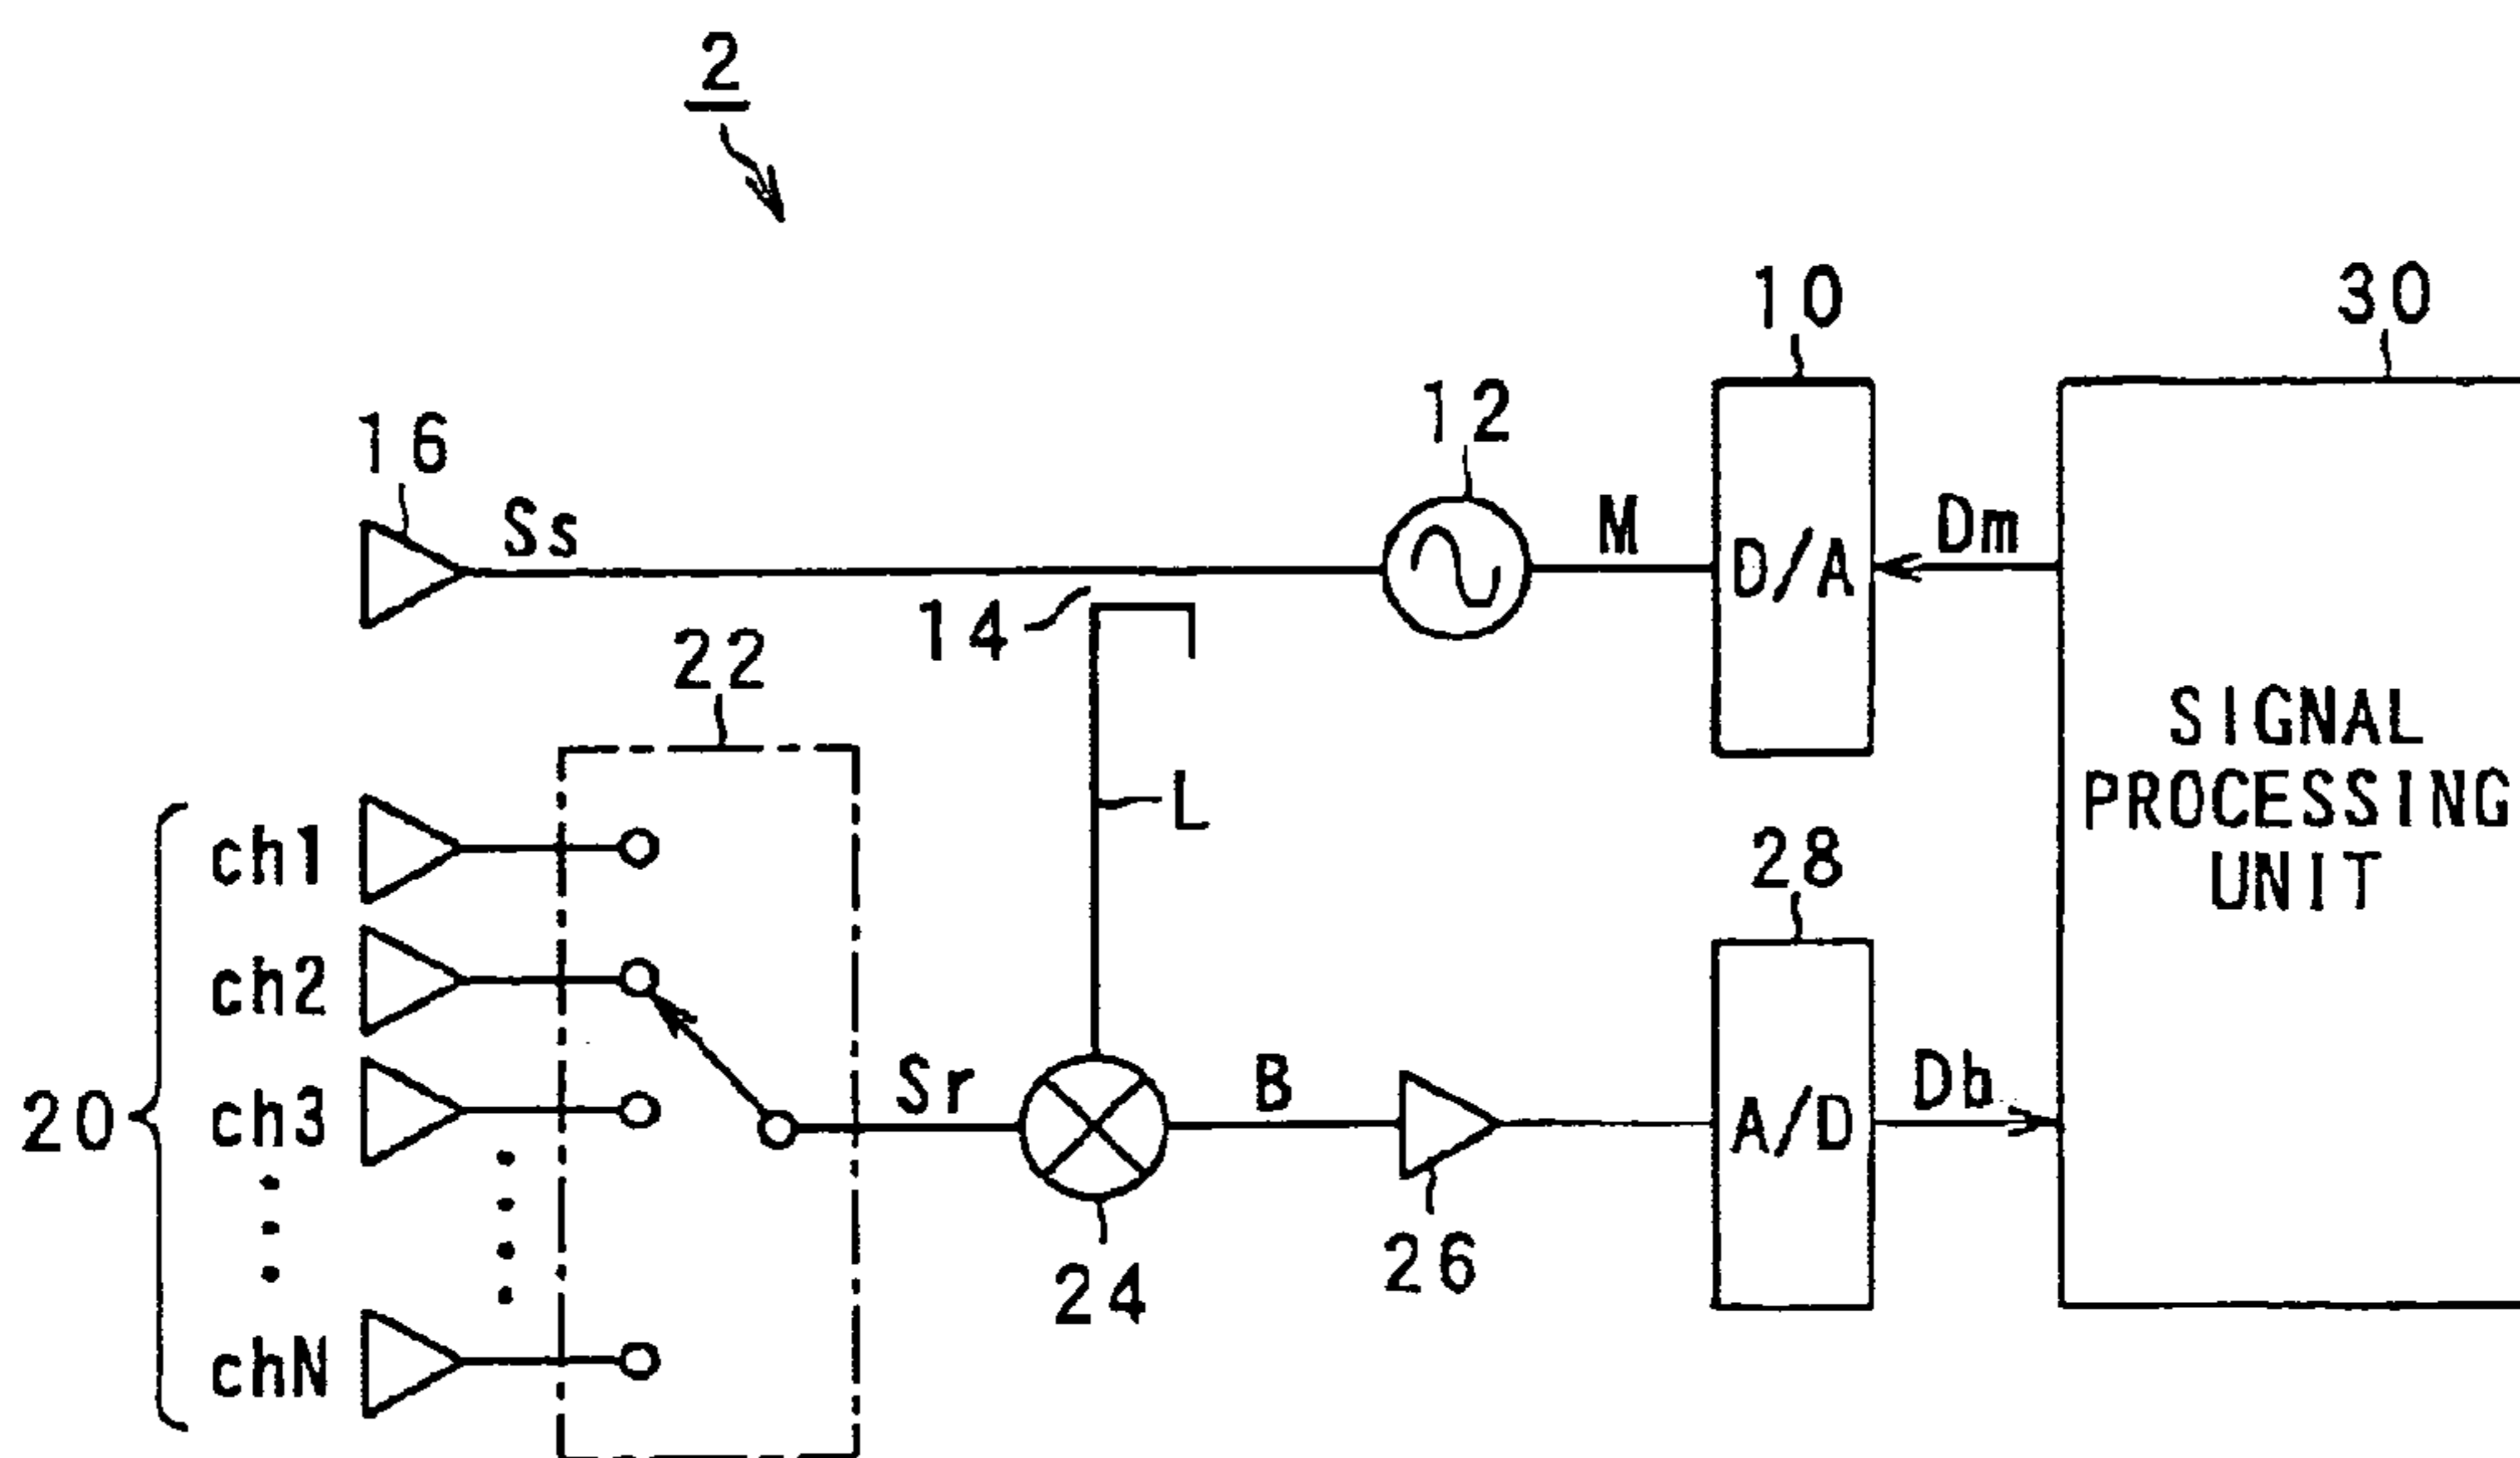 2
10
30
12
16
Ss
M
D/A
Dm
14
22
SIGNAL
PROCESSING
UNIT
L
28
ch1
ch2
20
ch3
Sr
B
A/D
Db
26
24
chN